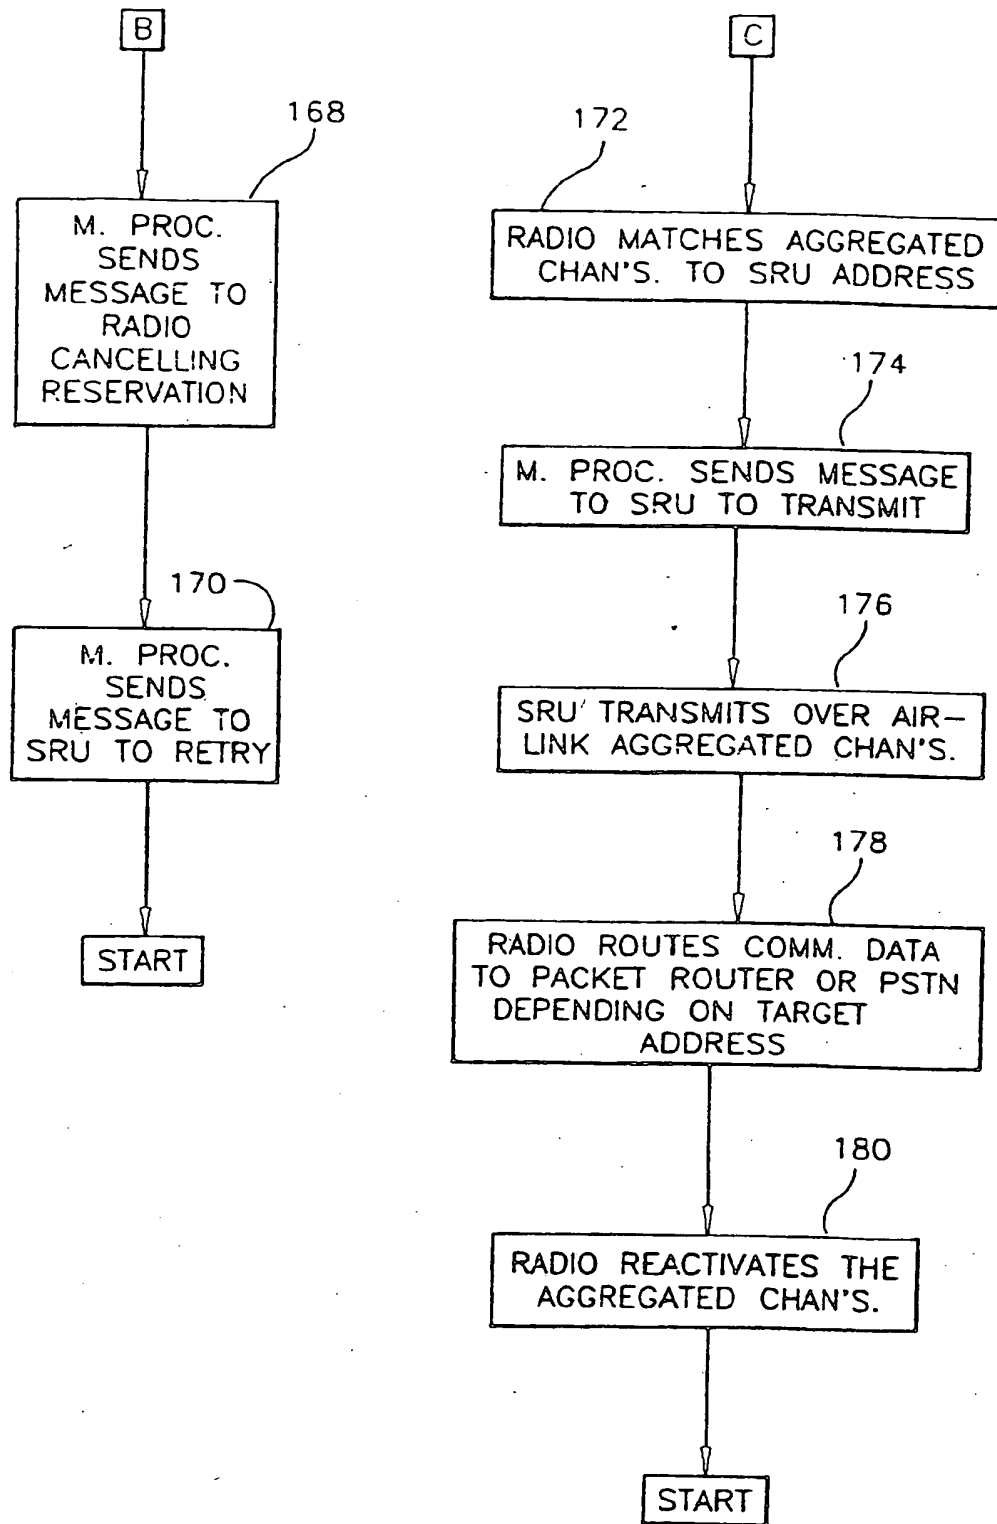 B
168
M. PROC.
SENDS
MESSAGE TO
RADIO
CANCELLING
RESERVATION
170
M. PROC.
SENDS
MESSAGE TO
SRU TO RETRY
START
C
172
RADIO MATCHES AGGREGATED
CHAN'S. TO SRU ADDRESS
174
M. PROC. SENDS MESSAGE
TO SRU TO TRANSMIT
176
SRU TRANSMITS OVER AIR-
LINK AGGREGATED CHAN'S.
178
RADIO ROUTES COMM. DATA
TO PACKET ROUTER OR PSTN
DEPENDING ON TARGET
ADDRESS
180
RADIO REACTIVATES THE
AGGREGATED CHAN'S.
START